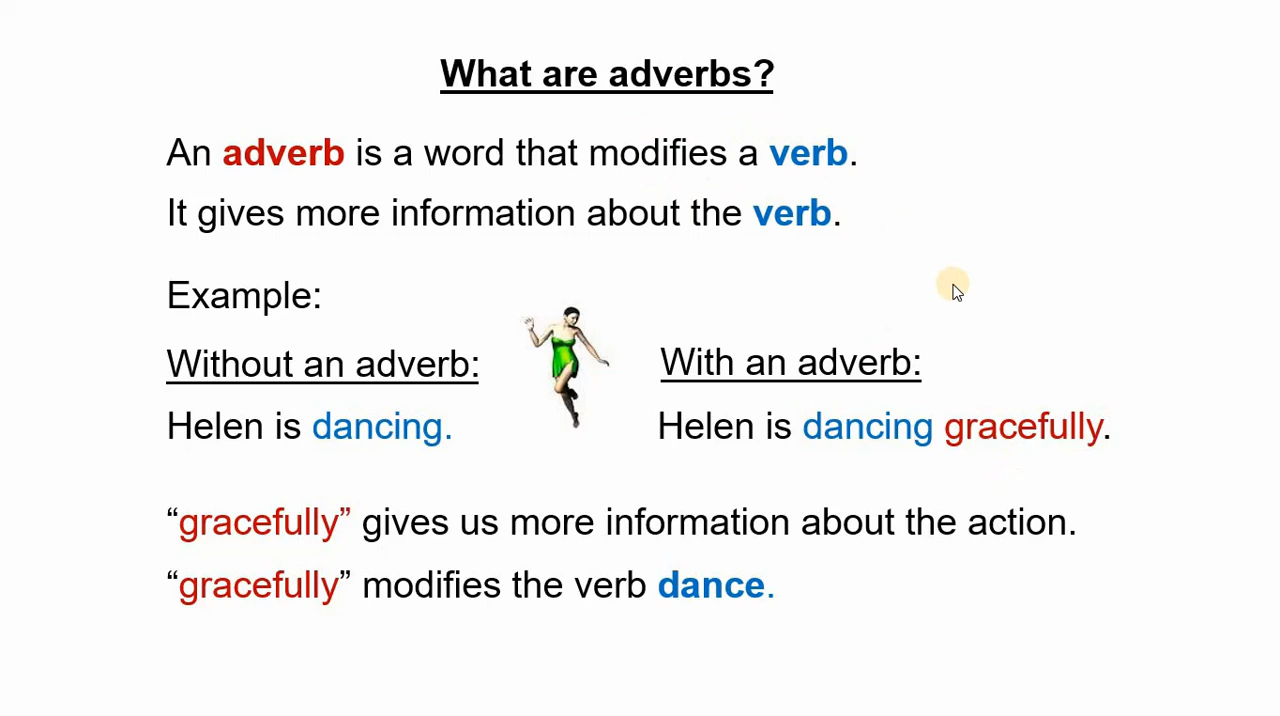 What are adverbs?
An adverb is a word that modifies a verb.
It gives more information about the verb.
Example:
Without an adverb:
With an adverb:
Helen is dancing.
Helen is dancing gracefully.
“gracefully” gives us more information about the action.
“gracefully” modifies the verb dance.